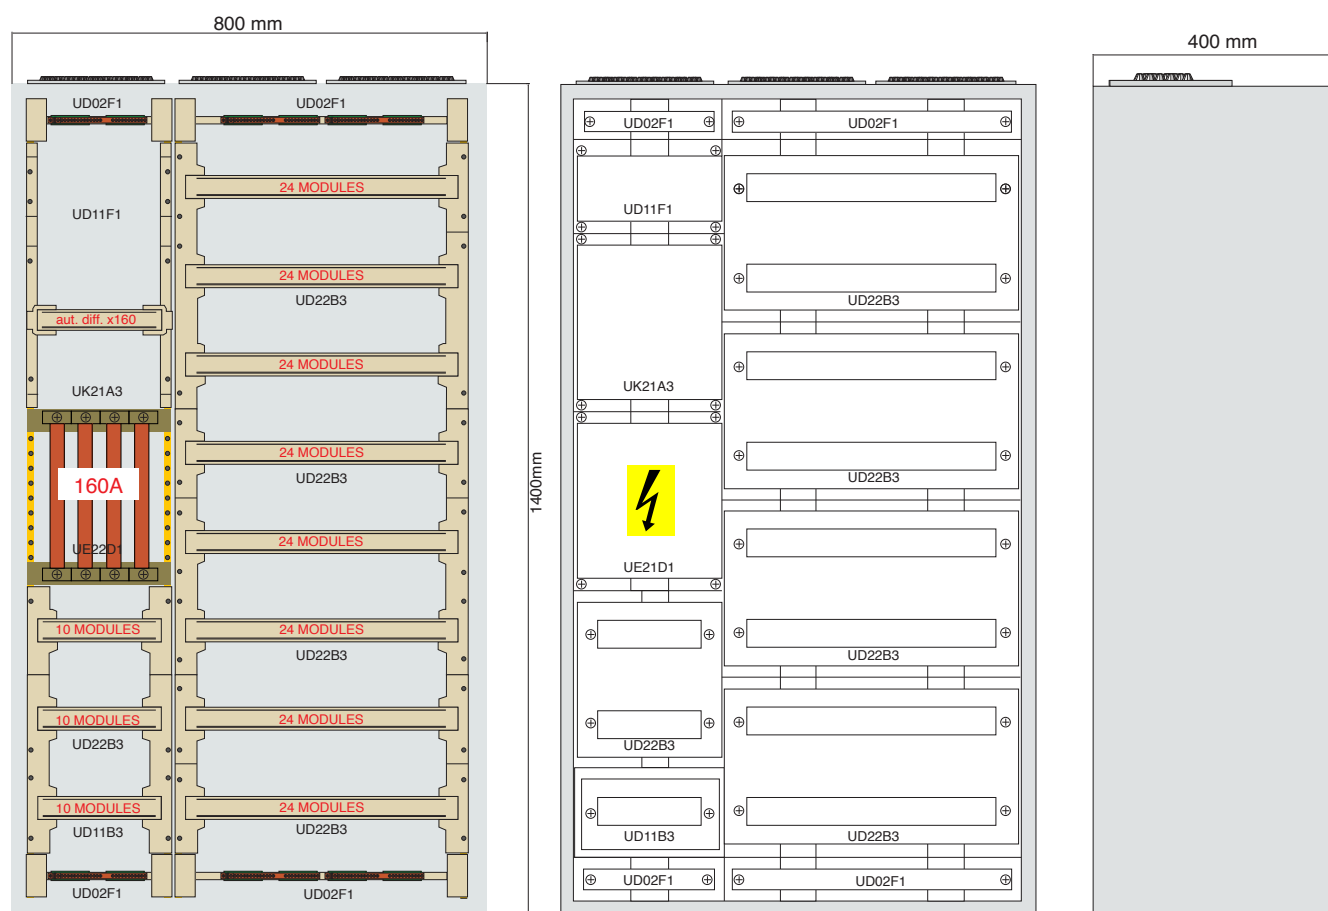 800 mm
400 mm
UD02F1
UD02F1
24 MODULES
UD11F1
24 MODULES
UD22B3
aut. diff. x160
24 MODULES
UK21A3
24 MODULES
UD22B3
160A
24 MODULES
UE22D1
10 MODULES
24 MODULES
UD22B3
10 MODULES
24 MODULES
UD22B3
10 MODULES
24 MODULES
UD11B3
UD22B3
UD02F1
UD02F1
1400mm
UD02F1
UD02F1
UD11F1
UD22B3
UK21A3
UD22B3
UE21D1
UD22B3
UD22B3
UD11B3
UD22B3
UD02F1
UD02F1